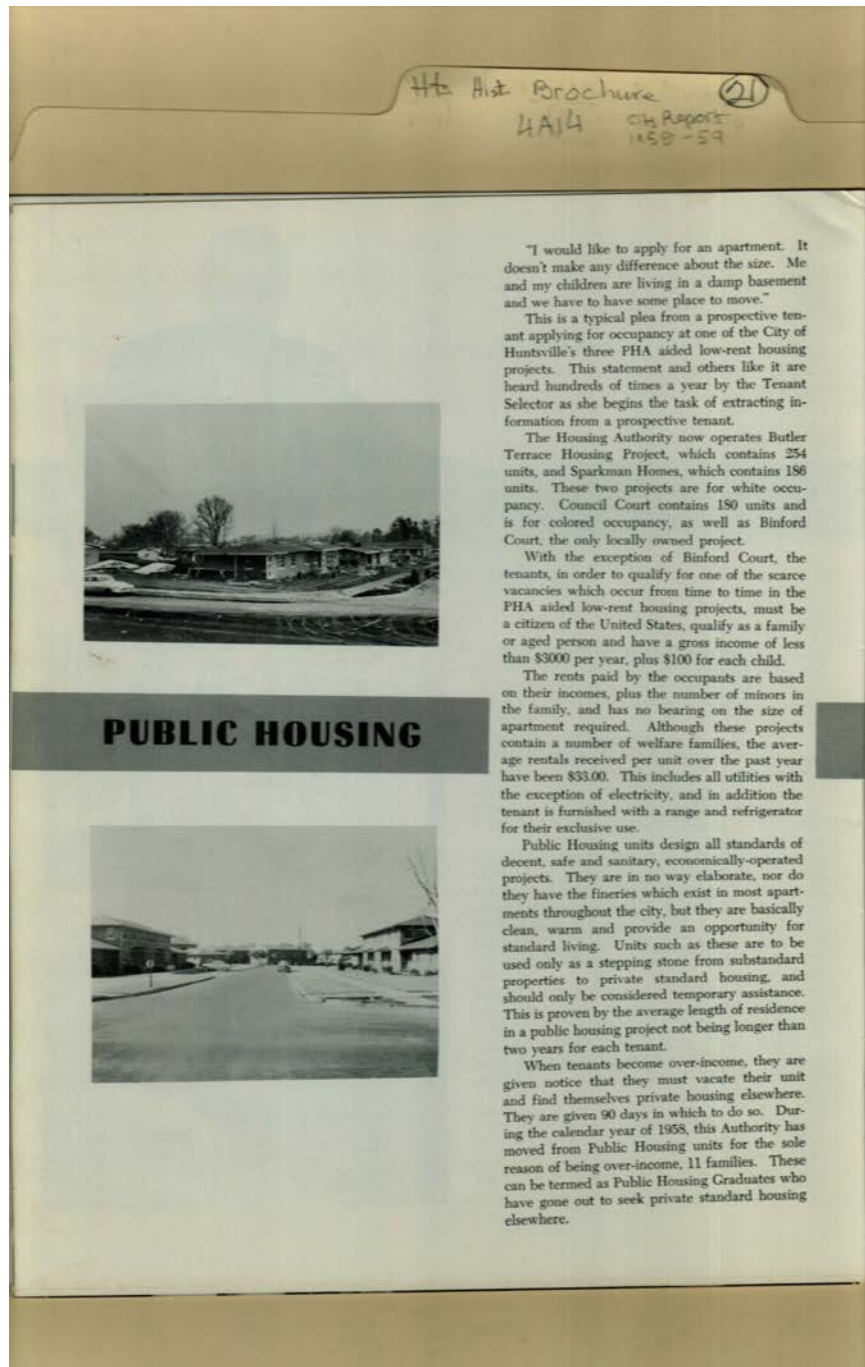 Hts Hist Brochure 21
4A14 City Report
1958-59
"I would like to apply for an apartment. It
doesn't make any difference about the size. Me
and my children are living in a damp basement
and we have to have some place to move."
This is a typical plea from a prospective ten-
ant applying for occupancy at one of the City of
Huntsville's three PHA aided low-rent housing
projects. This statement and others like it are
heard hundreds of times a year by the Tenant
Selector as she begins the task of extracting in-
formation from a prospective tenant.
The Housing Authority now operates Butler
Terrace Housing Project, which contains 254
units, and Sparkman Homes, which contains 186
units. These two projects are for white occu-
pancy. Council Court contains 180 units and
is for colored occupancy, as well as Binford
Court, the only locally owned project.
With the exception of Binford Court, the
tenants, in order to qualify for one of the scarce
vacancies which occur from time to time in the
PHA aided low-rent housing projects, must be
a citizen of the United States, qualify as a family
or aged person and have a gross income of less
than $3000 per year, plus $100 for each child.
The rents paid by the occupants are based
on their incomes, plus the number of minors in
the family, and has no bearing on the size of
apartment required. Although these projects
contain a number of welfare families, the aver-
age rentals received per unit over the past year
have been $33.00. This includes all utilities with
the exception of electricity, and in addition the
tenant is furnished with a range and refrigerator
for their exclusive use.
Public Housing units design all standards of
decent, safe and sanitary, economically-operated
projects. They are in no way elaborate, nor do
they have the fineries which exist in most apart-
ments throughout the city, but they are basically
clean, warm and provide an opportunity for
standard living. Units such as these are to be
used only as a stepping stone from substandard
properties to private standard housing, and
should only be considered temporary assistance.
This is proven by the average length of residence
in a public housing project not being longer than
two years for each tenant.
When tenants become over-income, they are
given notice that they must vacate their unit
and find themselves private housing elsewhere.
They are given 90 days in which to do so. Dur-
ing the calendar year of 1958, this Authority has
moved from Public Housing units for the sole
reason of being over-income, 11 families. These
can be termed as Public Housing Graduates who
have gone out to seek private standard housing
elsewhere.
PUBLIC HOUSING